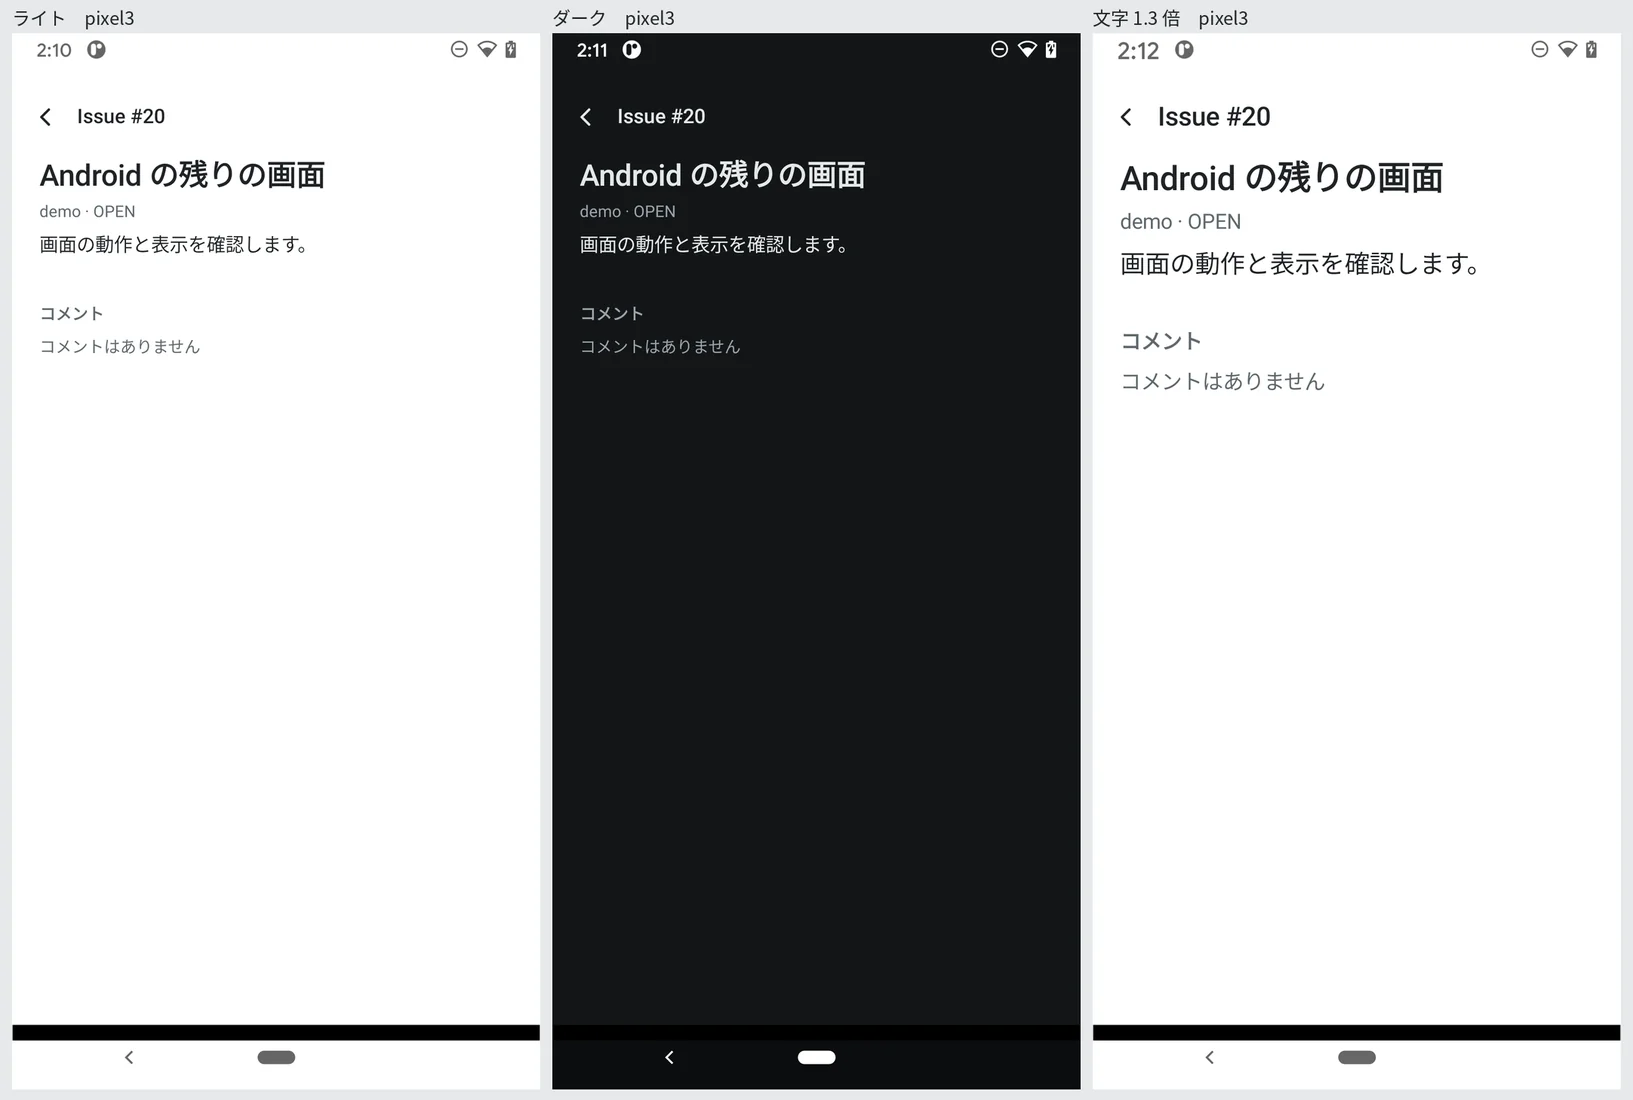 ライト pixel3
2:10
Issue #20
Android の残りの画面
demo · OPEN
画面の動作と表示を確認します。
コメント
コメントはありません
ダーク pixel3
2:11
Issue #20
Android の残りの画面
demo · OPEN
画面の動作と表示を確認します。
コメント
コメントはありません
文字 1.3 倍 pixel3
2:12
Issue #20
Android の残りの画面
demo · OPEN
画面の動作と表示を確認します。
コメント
コメントはありません